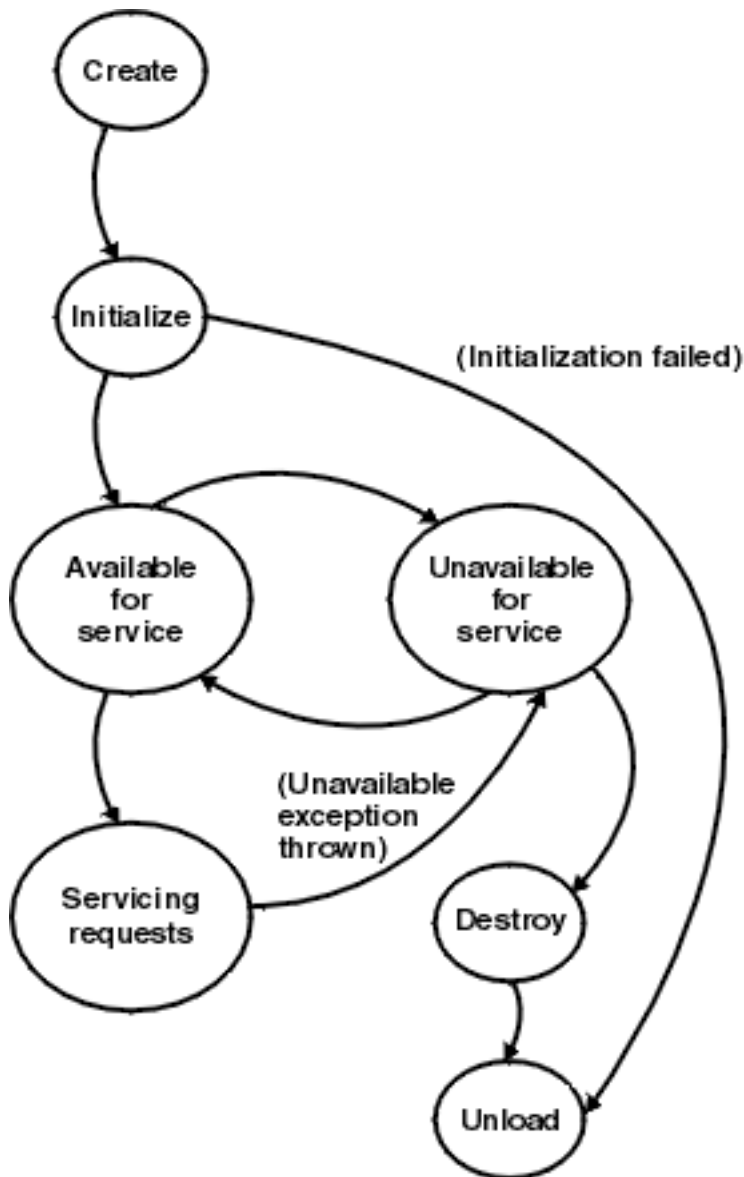 Create
Initialize
(Initialization failed)
Available
for
service
Unavailable
for
service
(Unavailable
exception
thrown)
Servicing
requests
Destroy
Unload